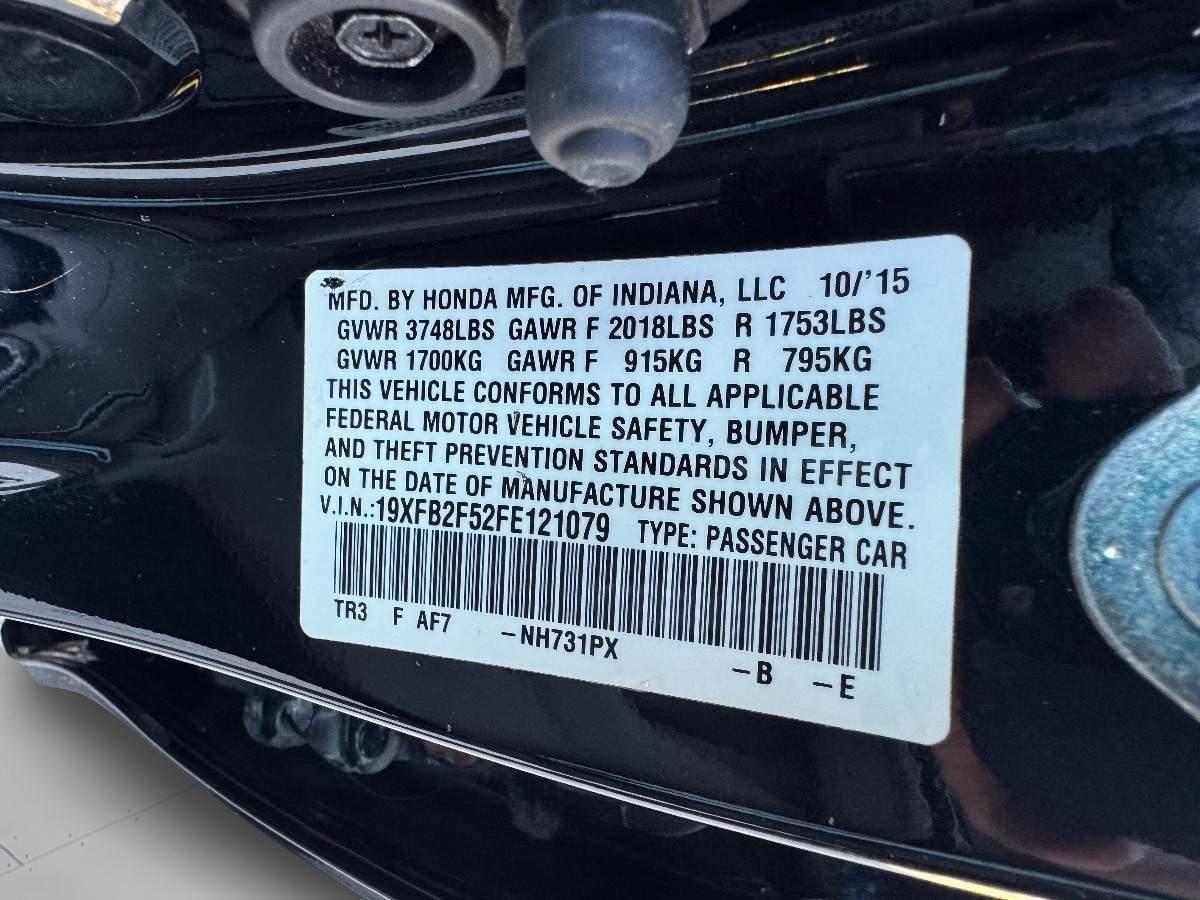 MFD. BY HONDA MFG. OF INDIANA, LLC 10/'15
GVWR 3748LBS GAWR F 2018LBS R 1753LBS
GVWR 1700KG GAWR F 915KG R 795KG
THIS VEHICLE CONFORMS TO ALL APPLICABLE
FEDERAL MOTOR VEHICLE SAFETY, BUMPER,
AND THEFT PREVENTION STANDARDS IN EFFECT
ON THE DATE OF MANUFACTURE SHOWN ABOVE.
V.I.N.:19XFB2F52FE121079 TYPE: PASSENGER CAR
TR3 F AF7 -NH731PX -B -E